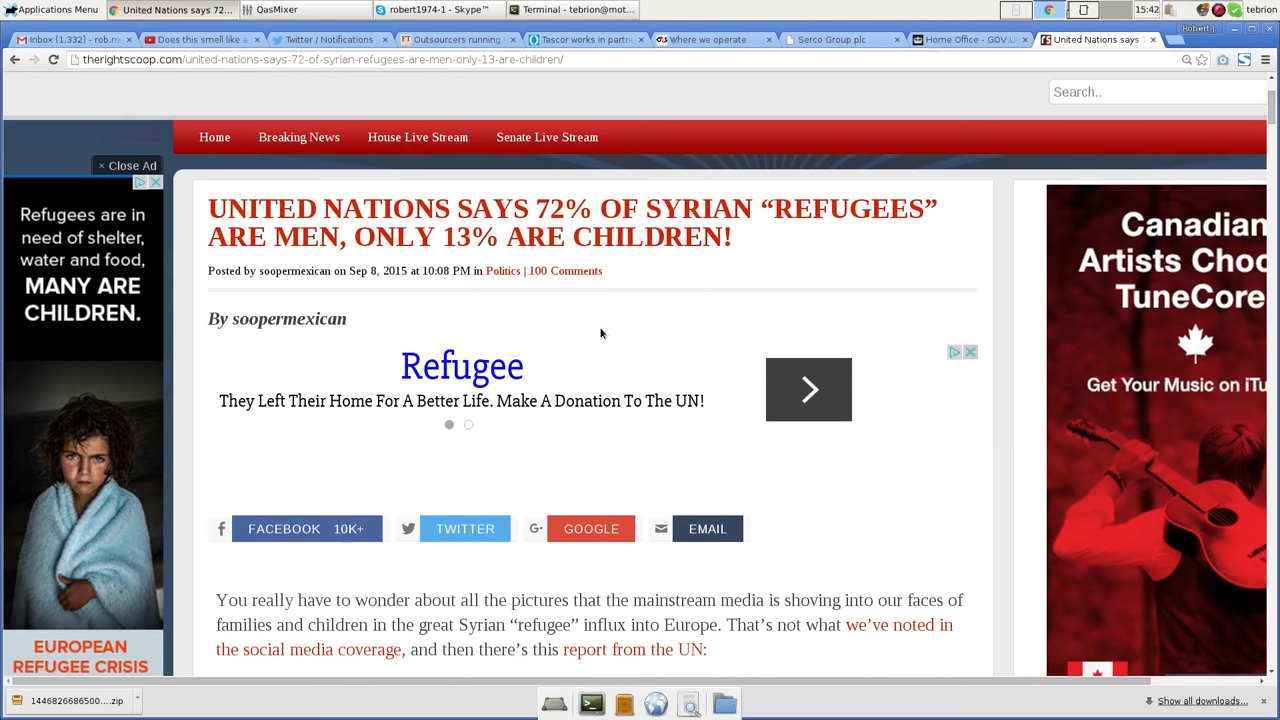 Applications Menu
United Nations says 72...
QasMixer
robert1974-1 - Skype™
Terminal - tebrion@mot...
15:42
tebrion
Inbox (1,332) - rob.m
Does this smell like a
Twitter / Notifications
Outsourcers running
Tascor works in partn
Where we operate
Serco Group plc
Home Office - GOV.U
United Nations says
Robert J.
therightscoop.com/united-nations-says-72-of-syrian-refugees-are-men-only-13-are-children/
Search..
Home
Breaking News
House Live Stream
Senate Live Stream
× Close Ad
Refugees are in
need of shelter,
water and food,
MANY ARE
CHILDREN.
EUROPEAN
REFUGEE CRISIS
UNITED NATIONS SAYS 72% OF SYRIAN “REFUGEES”
ARE MEN, ONLY 13% ARE CHILDREN!
Posted by soopermexican on Sep 8, 2015 at 10:08 PM in Politics | 100 Comments
By soopermexican
Refugee
They Left Their Home For A Better Life. Make A Donation To The UN!
FACEBOOK 10K+
TWITTER
GOOGLE
EMAIL
You really have to wonder about all the pictures that the mainstream media is shoving into our faces of
families and children in the great Syrian “refugee” influx into Europe. That’s not what we’ve noted in
the social media coverage, and then there’s this report from the UN:
Canadian
Artists Choo
TuneCore
Get Your Music on iTu
1446826686500....zip
Show all downloads...